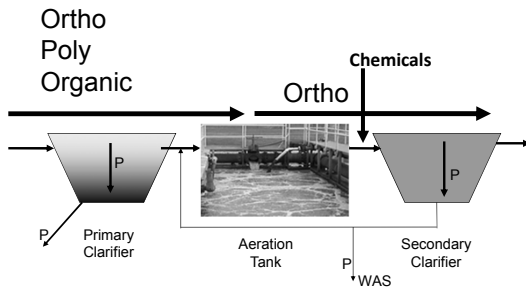 Ortho
Poly
Organic
Chemicals
Ortho
P
P
P
Primary
Clarifier
Aeration
Tank
P
WAS
Secondary
Clarifier